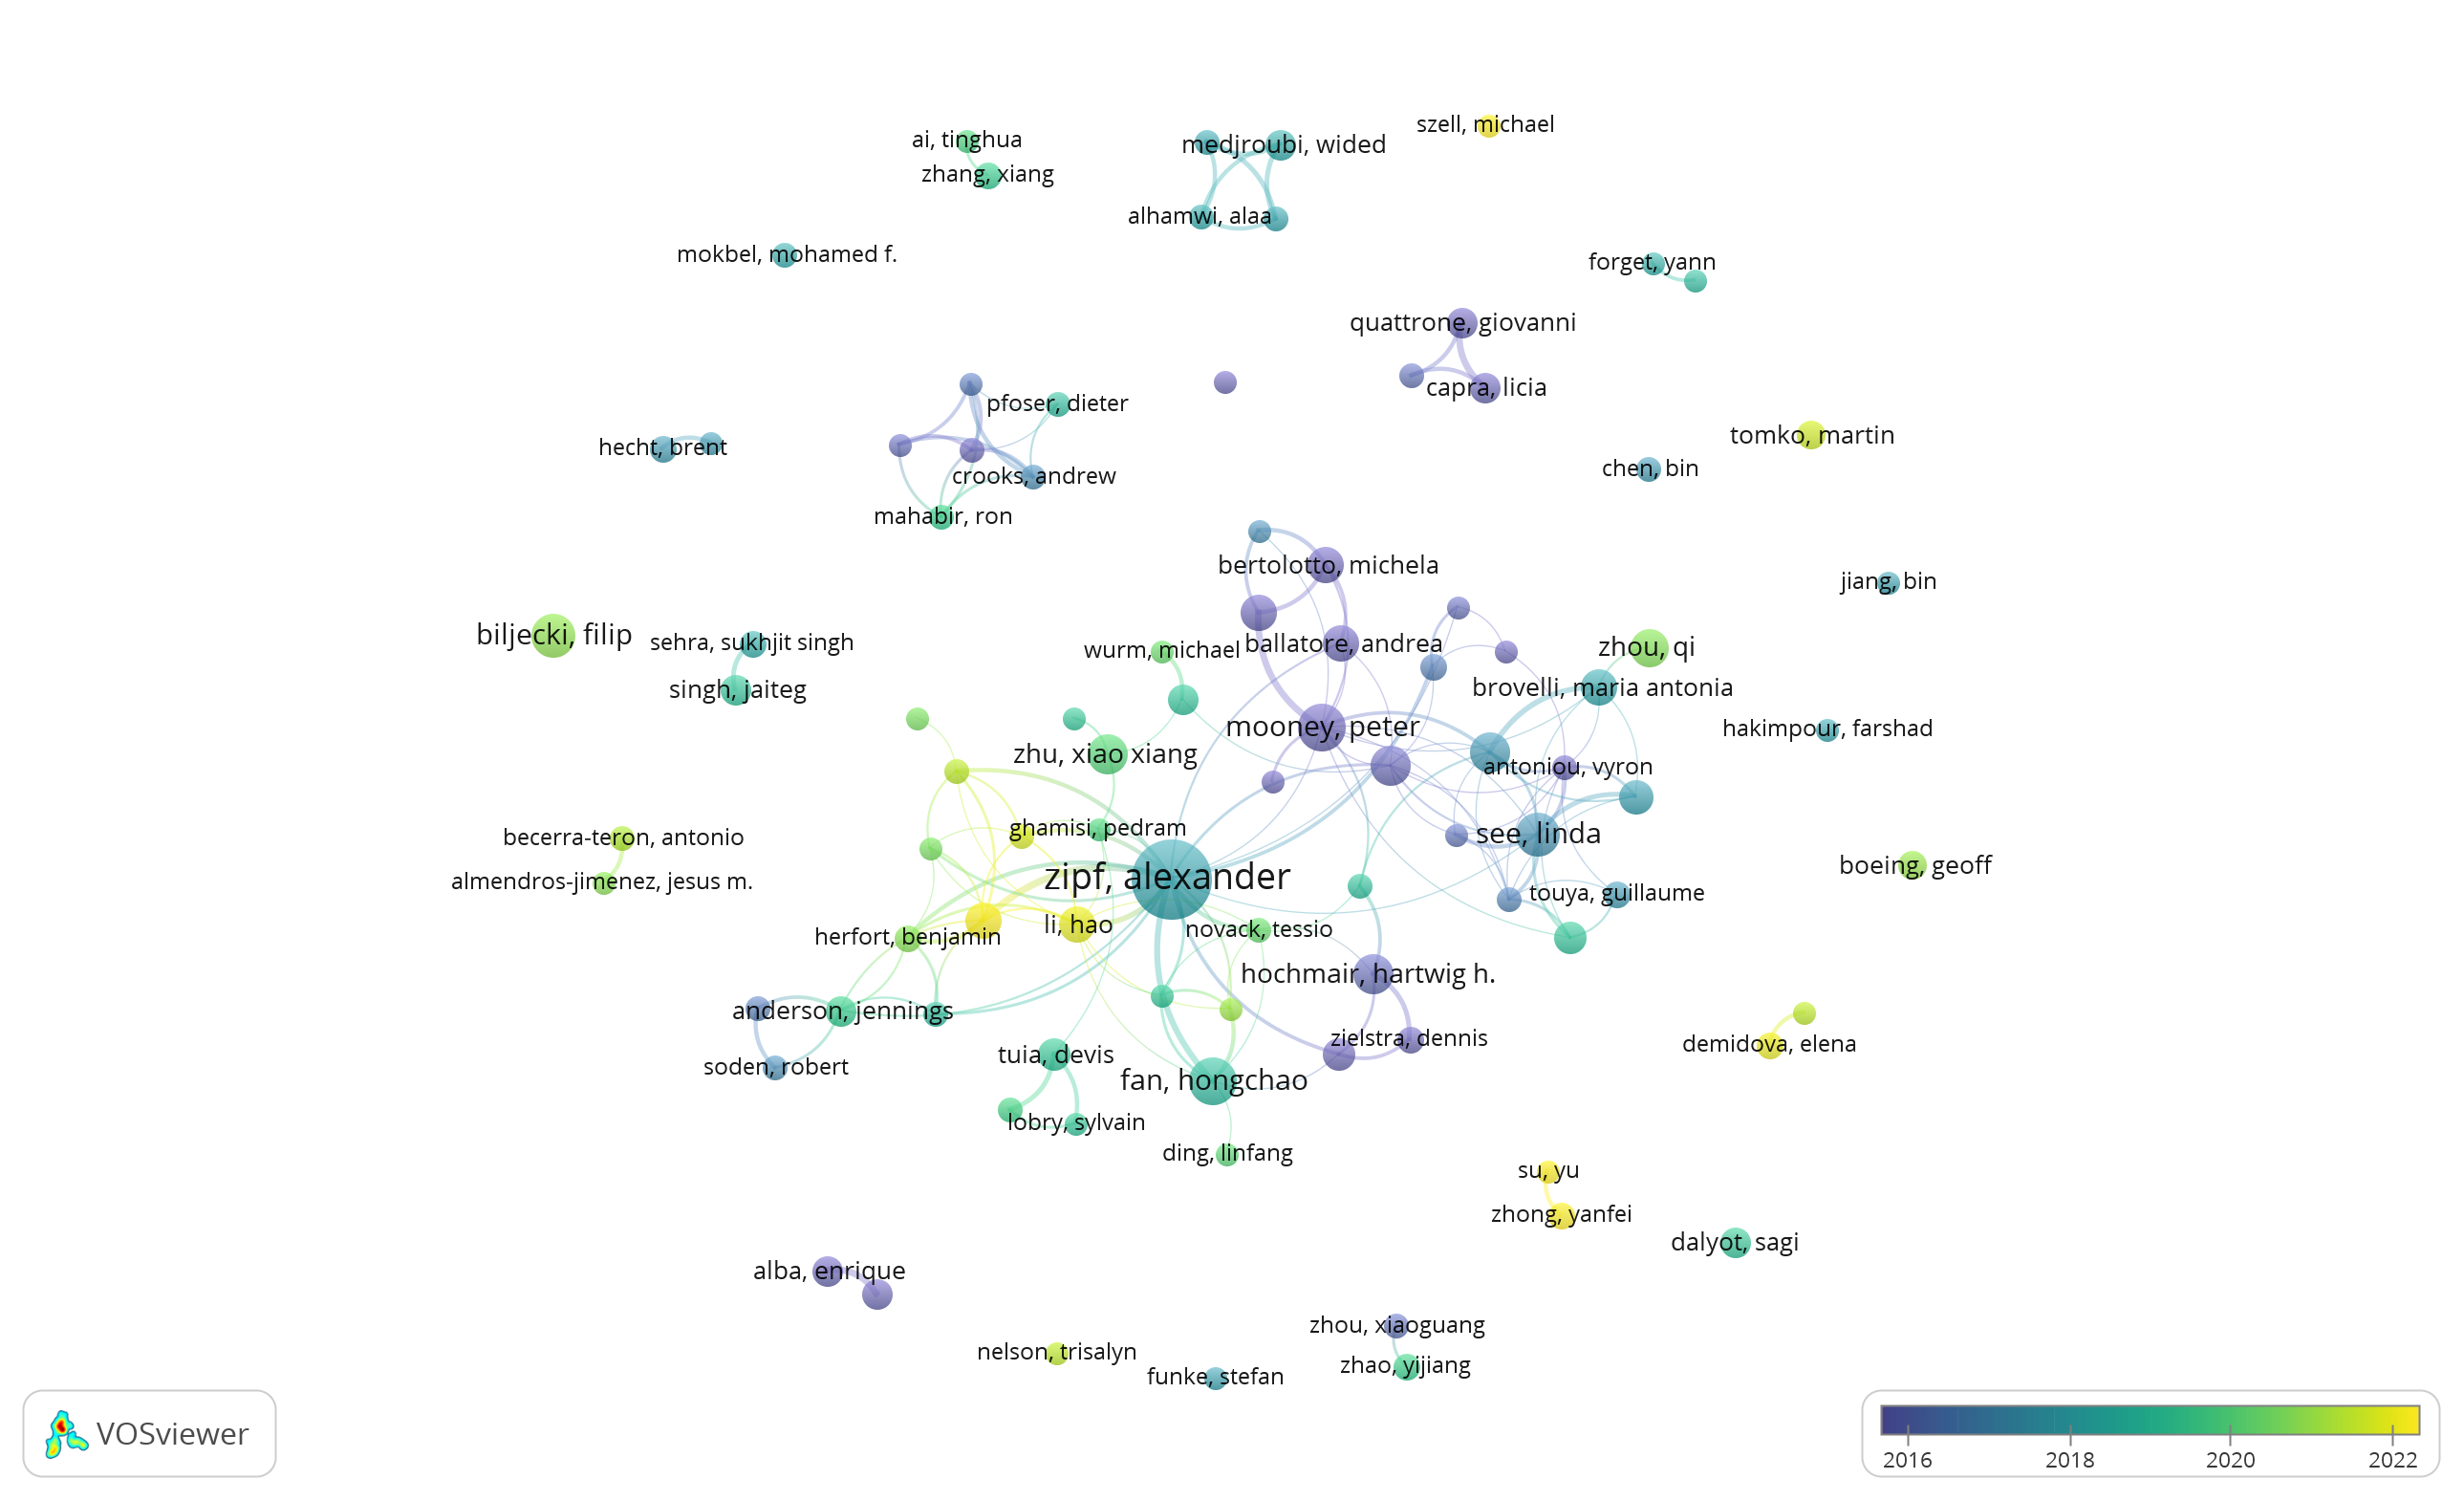 szell, michael
ai, tinghua
medjroubi, wided
zhang, xiang
alhamwi, alaa
mokbel, mohamed f.
forget, yann
quattrone, giovanni
capra, licia
pfoser, dieter
tomko, martin
hecht, brent
chen, bin
crooks, andrew
mahabir, ron
bertolotto, michela
jiang, bin
biljecki, filip
sehra, sukhjit singh
wurm, michael
ballatore, andrea
zhou, qi
singh, jaiteg
brovelli, maria antonia
mooney, peter
hakimpour, farshad
zhu, xiao xiang
antoniou, vyron
ghamisi, pedram
becerra-teron, antonio
see, linda
boeing, geoff
zipf, alexander
almendros-jimenez, jesus m.
touya, guillaume
li, hao
novack, tessio
herfort, benjamin
hochmair, hartwig h.
anderson, jennings
zielstra, dennis
demidova, elena
tuia, devis
soden, robert
fan, hongchao
lobry, sylvain
ding, linfang
su, yu
zhong, yanfei
dalyot, sagi
alba, enrique
zhou, xiaoguang
nelson, trisalyn
zhao, yijiang
funke, stefan
VOSviewer
2016 2018 2020 2022